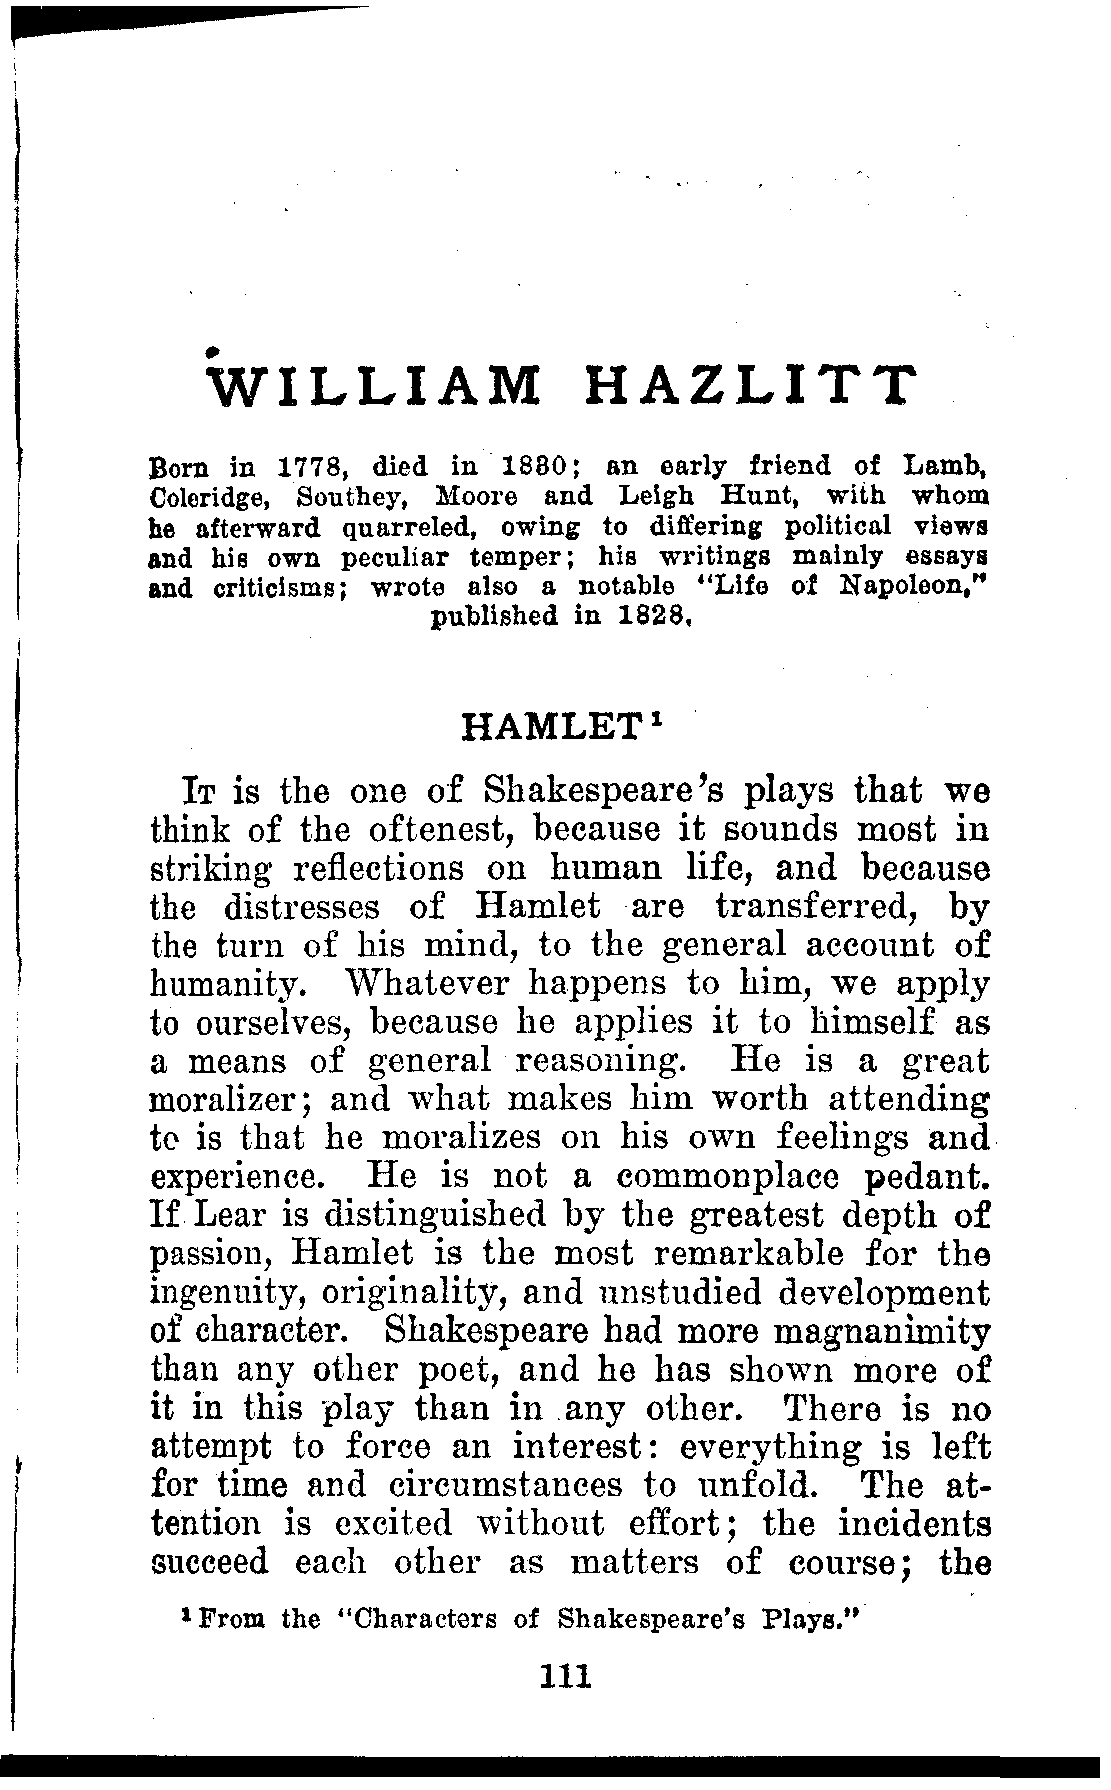 WILLIAM HAZLITT
Born in 1778, died in 1830; an early friend of Lamb,
Coleridge, Southey, Moore and Leigh Hunt, with whom
he afterward quarreled, owing to differing political views
and his own peculiar temper; his writings mainly essays
and criticisms; wrote also a notable "Life of Napoleon,"
published in 1828.
HAMLET¹
IT is the one of Shakespeare's plays that we
think of the oftenest, because it sounds most in
striking reflections on human life, and because
the distresses of Hamlet are transferred, by
the turn of his mind, to the general account of
humanity. Whatever happens to him, we apply
to ourselves, because he applies it to himself as
a means of general reasoning. He is a great
moralizer; and what makes him worth attending
to is that he moralizes on his own feelings and
experience. He is not a commonplace pedant.
If Lear is distinguished by the greatest depth of
passion, Hamlet is the most remarkable for the
ingenuity, originality, and unstudied development
of character. Shakespeare had more magnanimity
than any other poet, and he has shown more of
it in this play than in any other. There is no
attempt to force an interest: everything is left
for time and circumstances to unfold. The at-
tention is excited without effort; the incidents
succeed each other as matters of course; the
¹ From the "Characters of Shakespeare's Plays."
111